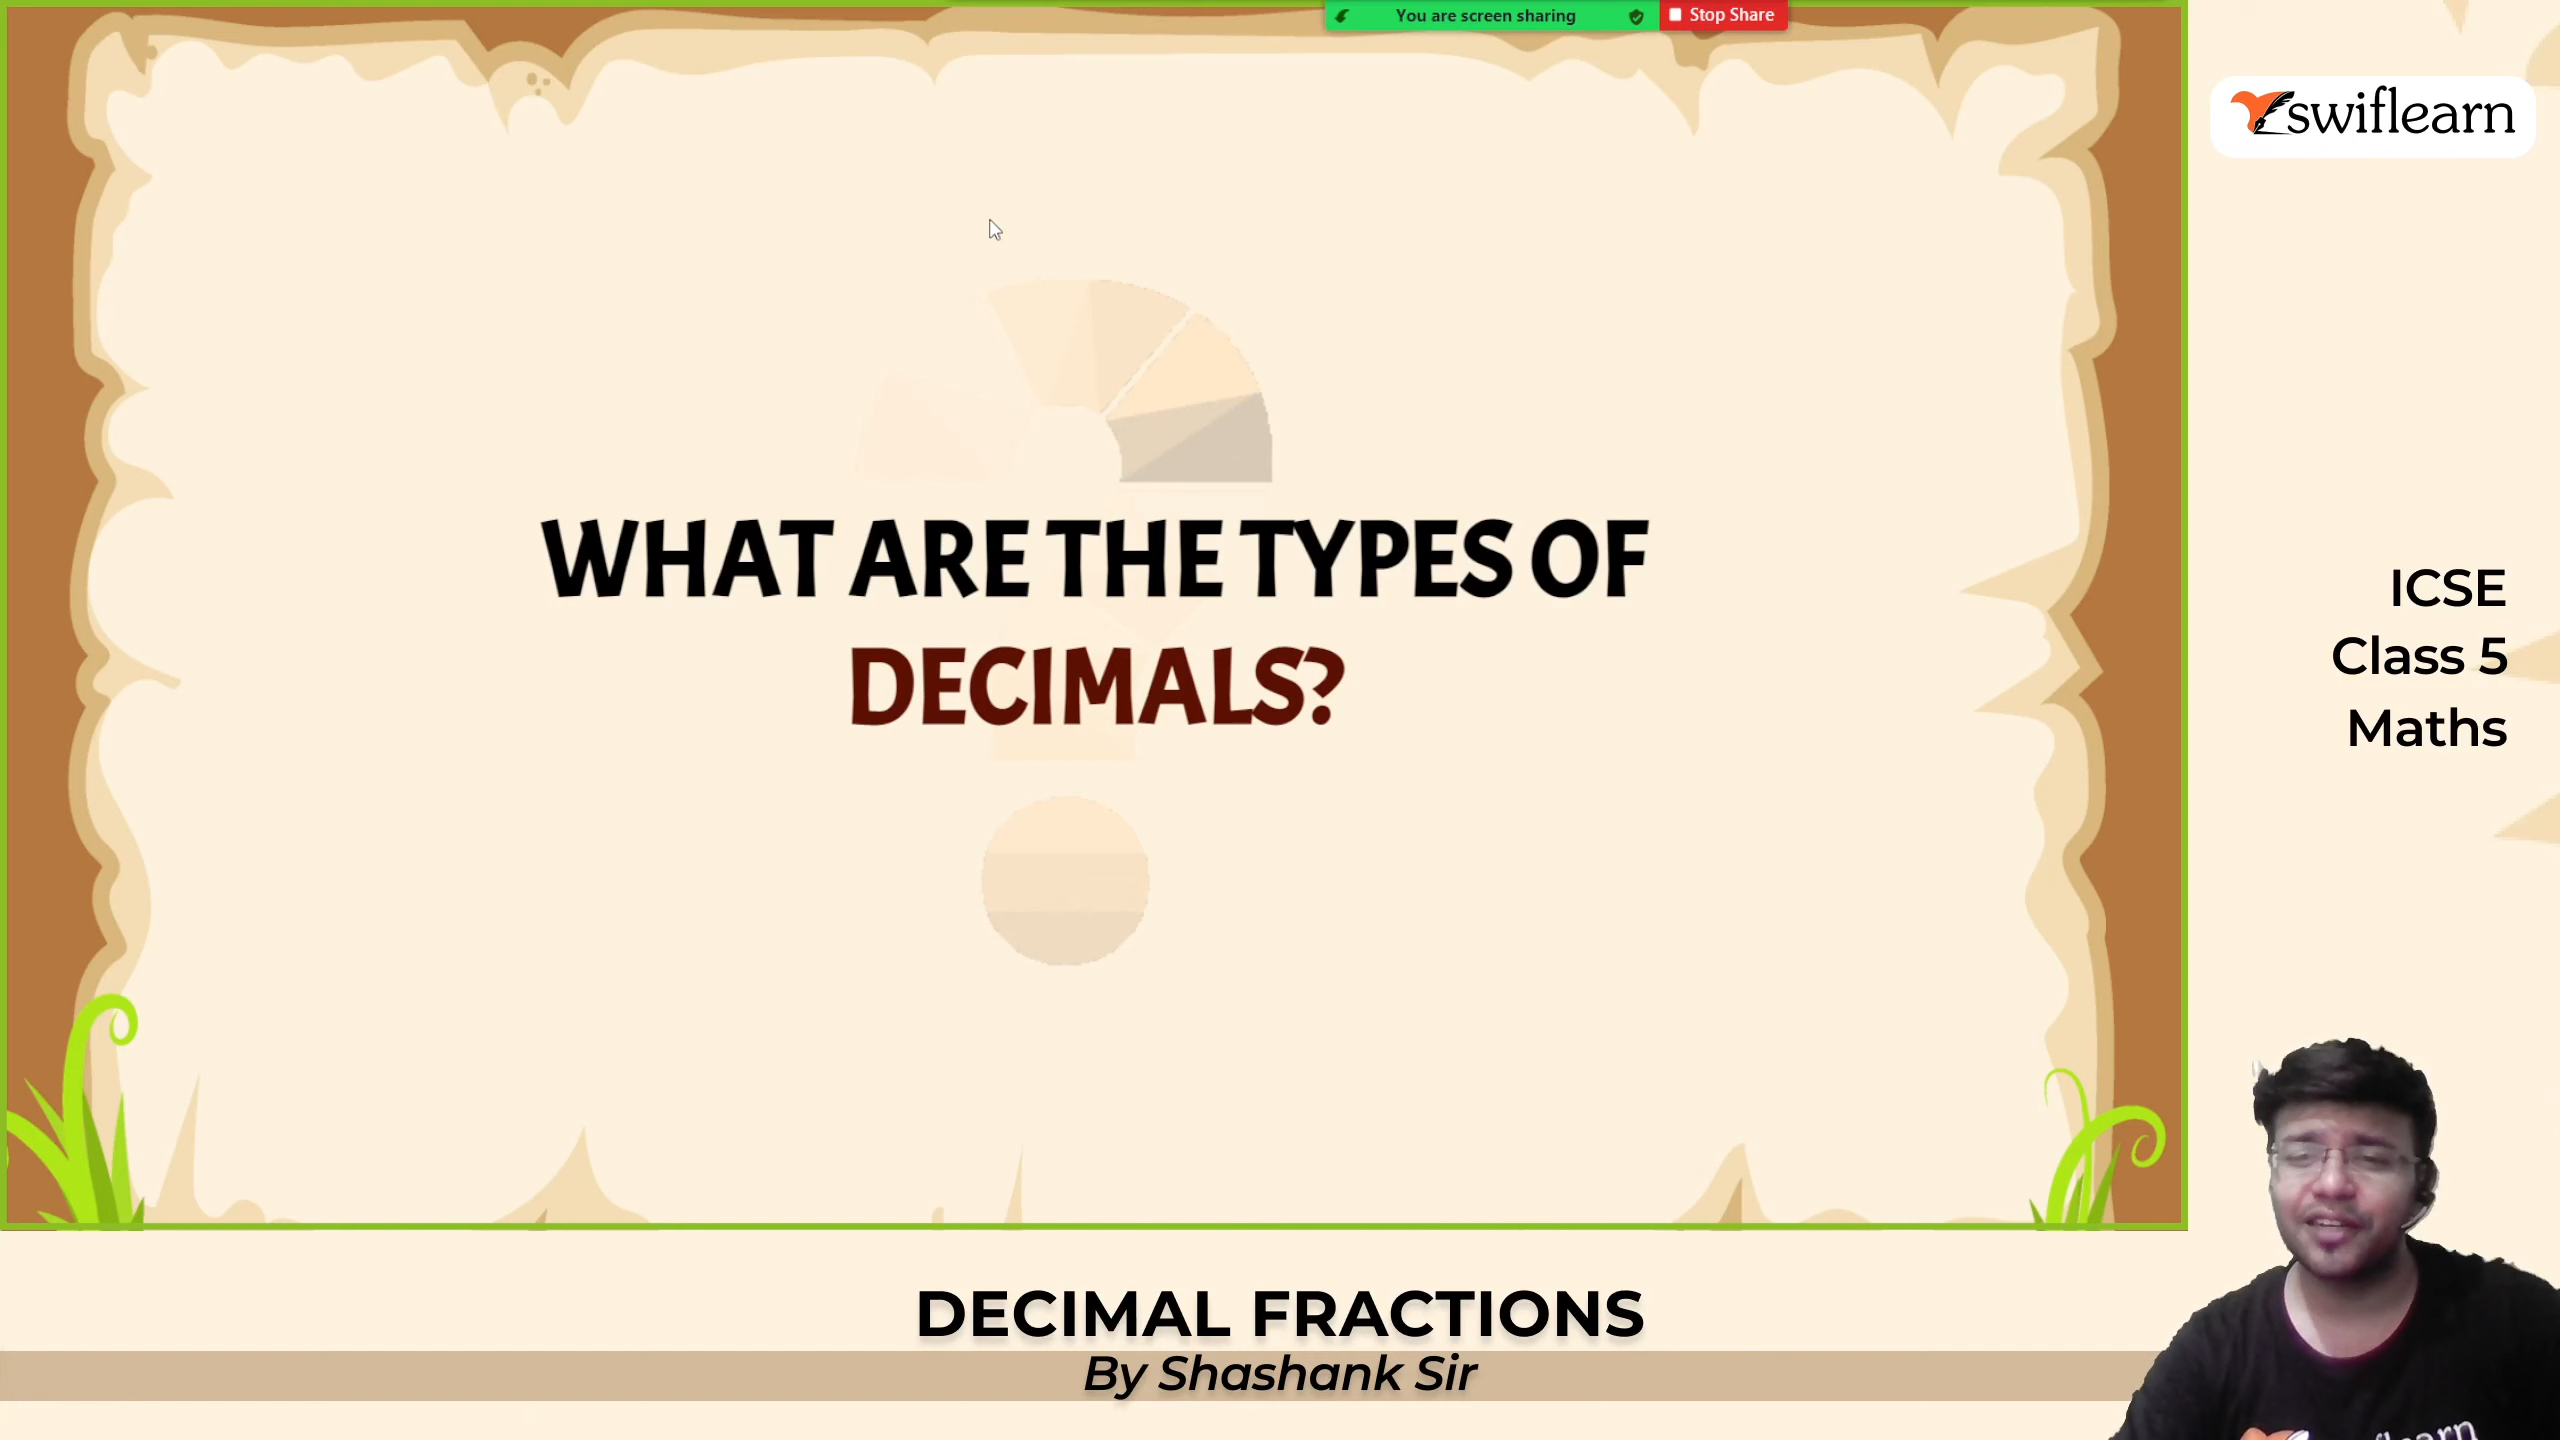 You are screen sharing
Stop Share
swiflearn
WHAT ARE THE TYPES OF
DECIMALS?
ICSE
Class 5
Maths
DECIMAL FRACTIONS
By Shashank Sir